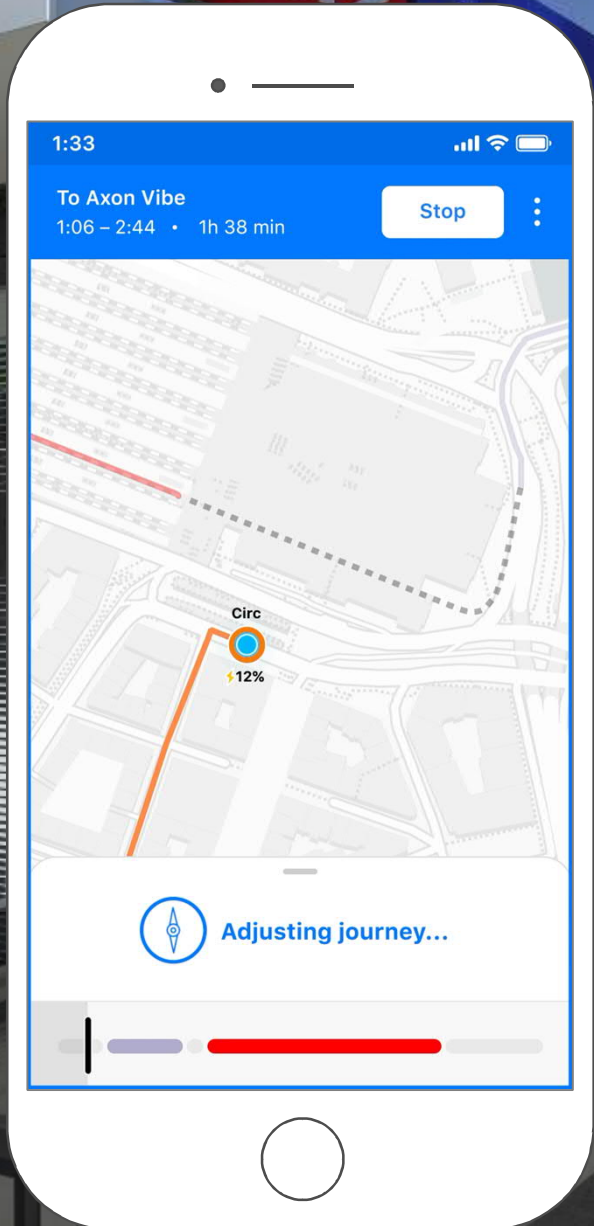 1:33
To Axon Vibe
Stop
1:06 – 2:44 • 1h 38 min
Circ
12%
Adjusting journey...